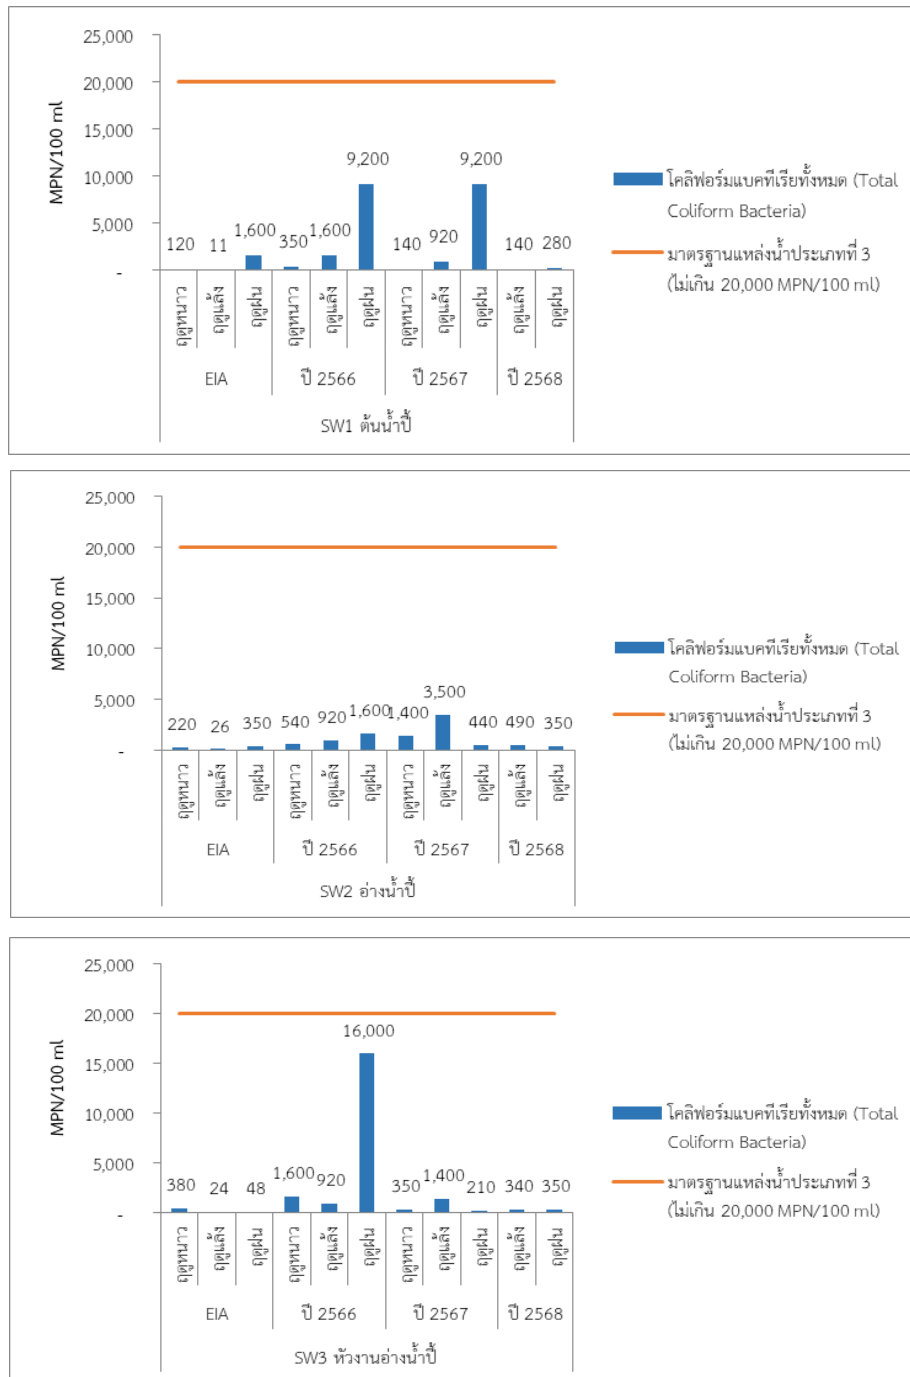 25,000
20,000
15,000
10,000
5,000
-
MPN/100 ml
120
11
1,600
350
1,600
9,200
140
920
9,200
140
280
ฤดูหนาว
ฤดูแล้ง
ฤดูฝน
ฤดูหนาว
ฤดูแล้ง
ฤดูฝน
ฤดูหนาว
ฤดูแล้ง
ฤดูฝน
ฤดูแล้ง
ฤดูฝน
EIA
ปี 2566
ปี 2567
ปี 2568
SW1 ต้นน้ำปี้
โคลิฟอร์มแบคทีเรียทั้งหมด (Total
Coliform Bacteria)
มาตรฐานแหล่งน้ำประเภทที่ 3
(ไม่เกิน 20,000 MPN/100 ml)
25,000
20,000
15,000
10,000
5,000
-
MPN/100 ml
220
26
350
540
920
1,600
1,400
3,500
440
490
350
ฤดูหนาว
ฤดูแล้ง
ฤดูฝน
ฤดูหนาว
ฤดูแล้ง
ฤดูฝน
ฤดูหนาว
ฤดูแล้ง
ฤดูฝน
ฤดูแล้ง
ฤดูฝน
EIA
ปี 2566
ปี 2567
ปี 2568
SW2 อ่างน้ำปี้
โคลิฟอร์มแบคทีเรียทั้งหมด (Total
Coliform Bacteria)
มาตรฐานแหล่งน้ำประเภทที่ 3
(ไม่เกิน 20,000 MPN/100 ml)
25,000
20,000
15,000
10,000
5,000
-
MPN/100 ml
380
24
48
1,600
920
16,000
350
1,400
210
340
350
ฤดูหนาว
ฤดูแล้ง
ฤดูฝน
ฤดูหนาว
ฤดูแล้ง
ฤดูฝน
ฤดูหนาว
ฤดูแล้ง
ฤดูฝน
ฤดูแล้ง
ฤดูฝน
EIA
ปี 2566
ปี 2567
ปี 2568
SW3 หัวงานอ่างน้ำปี้
โคลิฟอร์มแบคทีเรียทั้งหมด (Total
Coliform Bacteria)
มาตรฐานแหล่งน้ำประเภทที่ 3
(ไม่เกิน 20,000 MPN/100 ml)